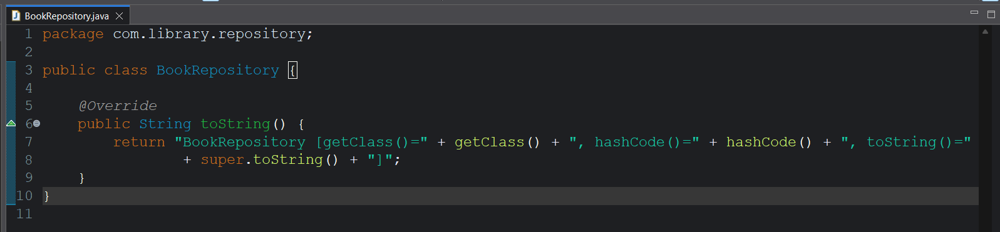 BookRepository.java
1 package com.library.repository;
2
3 public class BookRepository {
4
5 @Override
6 public String toString() {
7 return "BookRepository [getClass()=" + getClass() + ", hashCode()=" + hashCode() + ", toString()="
8 + super.toString() + "]";
9 }
10 }
11